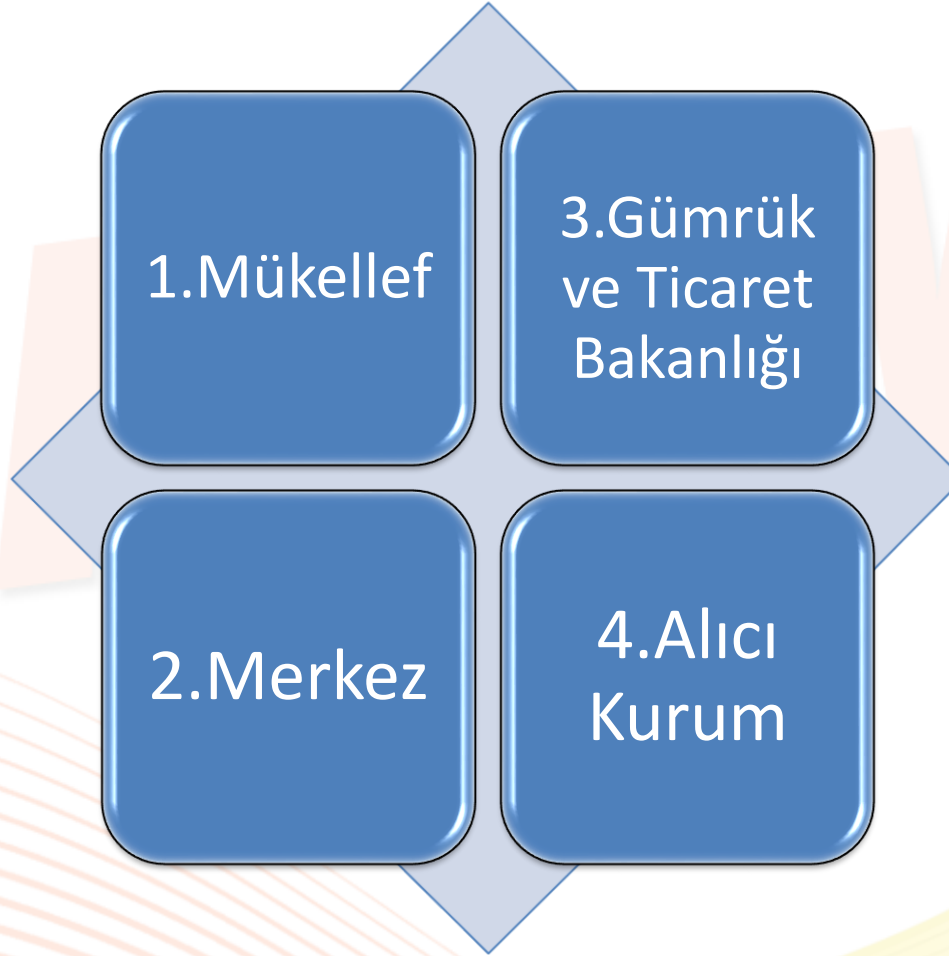 1.Mükellef
3.Gümrük
ve Ticaret
Bakanlığı
2.Merkez
4.Alıcı
Kurum